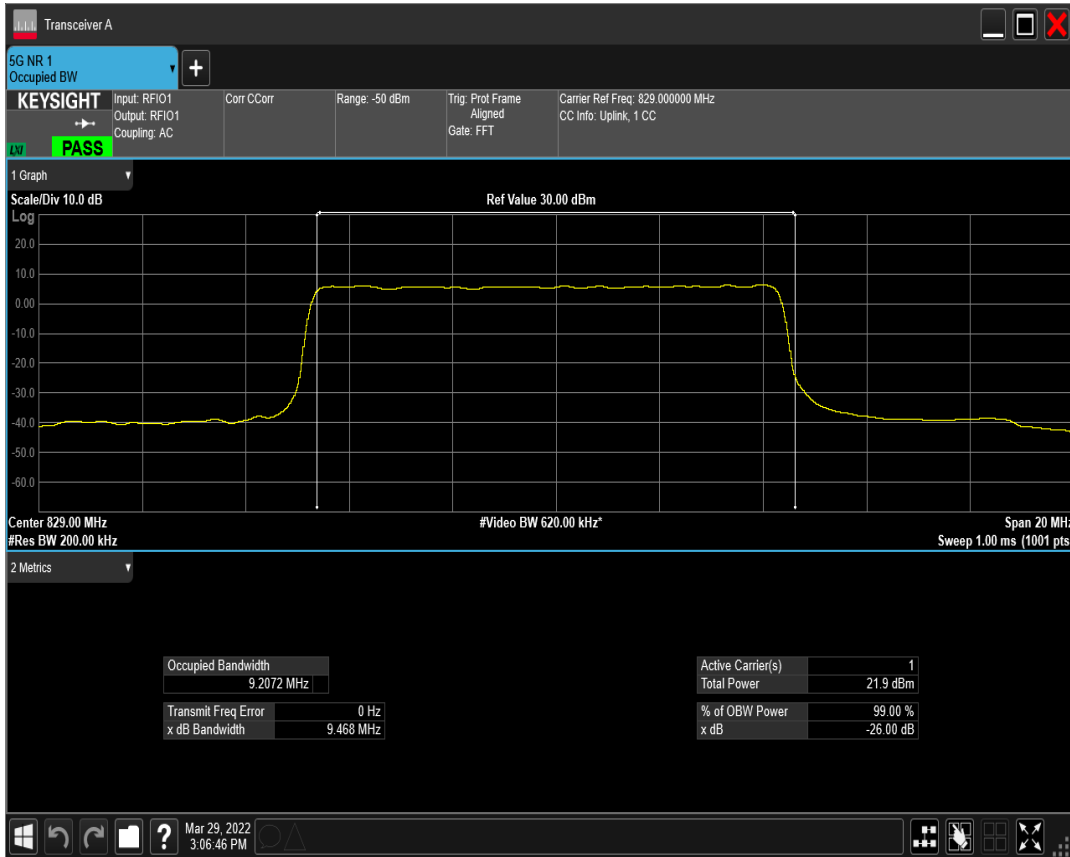 Transceiver A
5G NR 1
Occupied BW
+
KEYSIGHT
Input: RFIO1
Output: RFIO1
Coupling: AC
LXI
PASS
Corr CCorr
Range: -50 dBm
Trig: Prot Frame
Aligned
Gate: FFT
Carrier Ref Freq: 829.000000 MHz
CC Info: Uplink, 1 CC
1 Graph
Scale/Div 10.0 dB
Ref Value 30.00 dBm
Log
20.0
10.0
0.00
-10.0
-20.0
-30.0
-40.0
-50.0
-60.0
Center 829.00 MHz
#Video BW 620.00 kHz*
Span 20 MHz
#Res BW 200.00 kHz
Sweep 1.00 ms (1001 pts
2 Metrics
Occupied Bandwidth
9.2072 MHz
Transmit Freq Error 0 Hz
x dB Bandwidth 9.468 MHz
Active Carrier(s) 1
Total Power 21.9 dBm
% of OBW Power 99.00 %
x dB -26.00 dB
?
Mar 29, 2022
3:06:46 PM